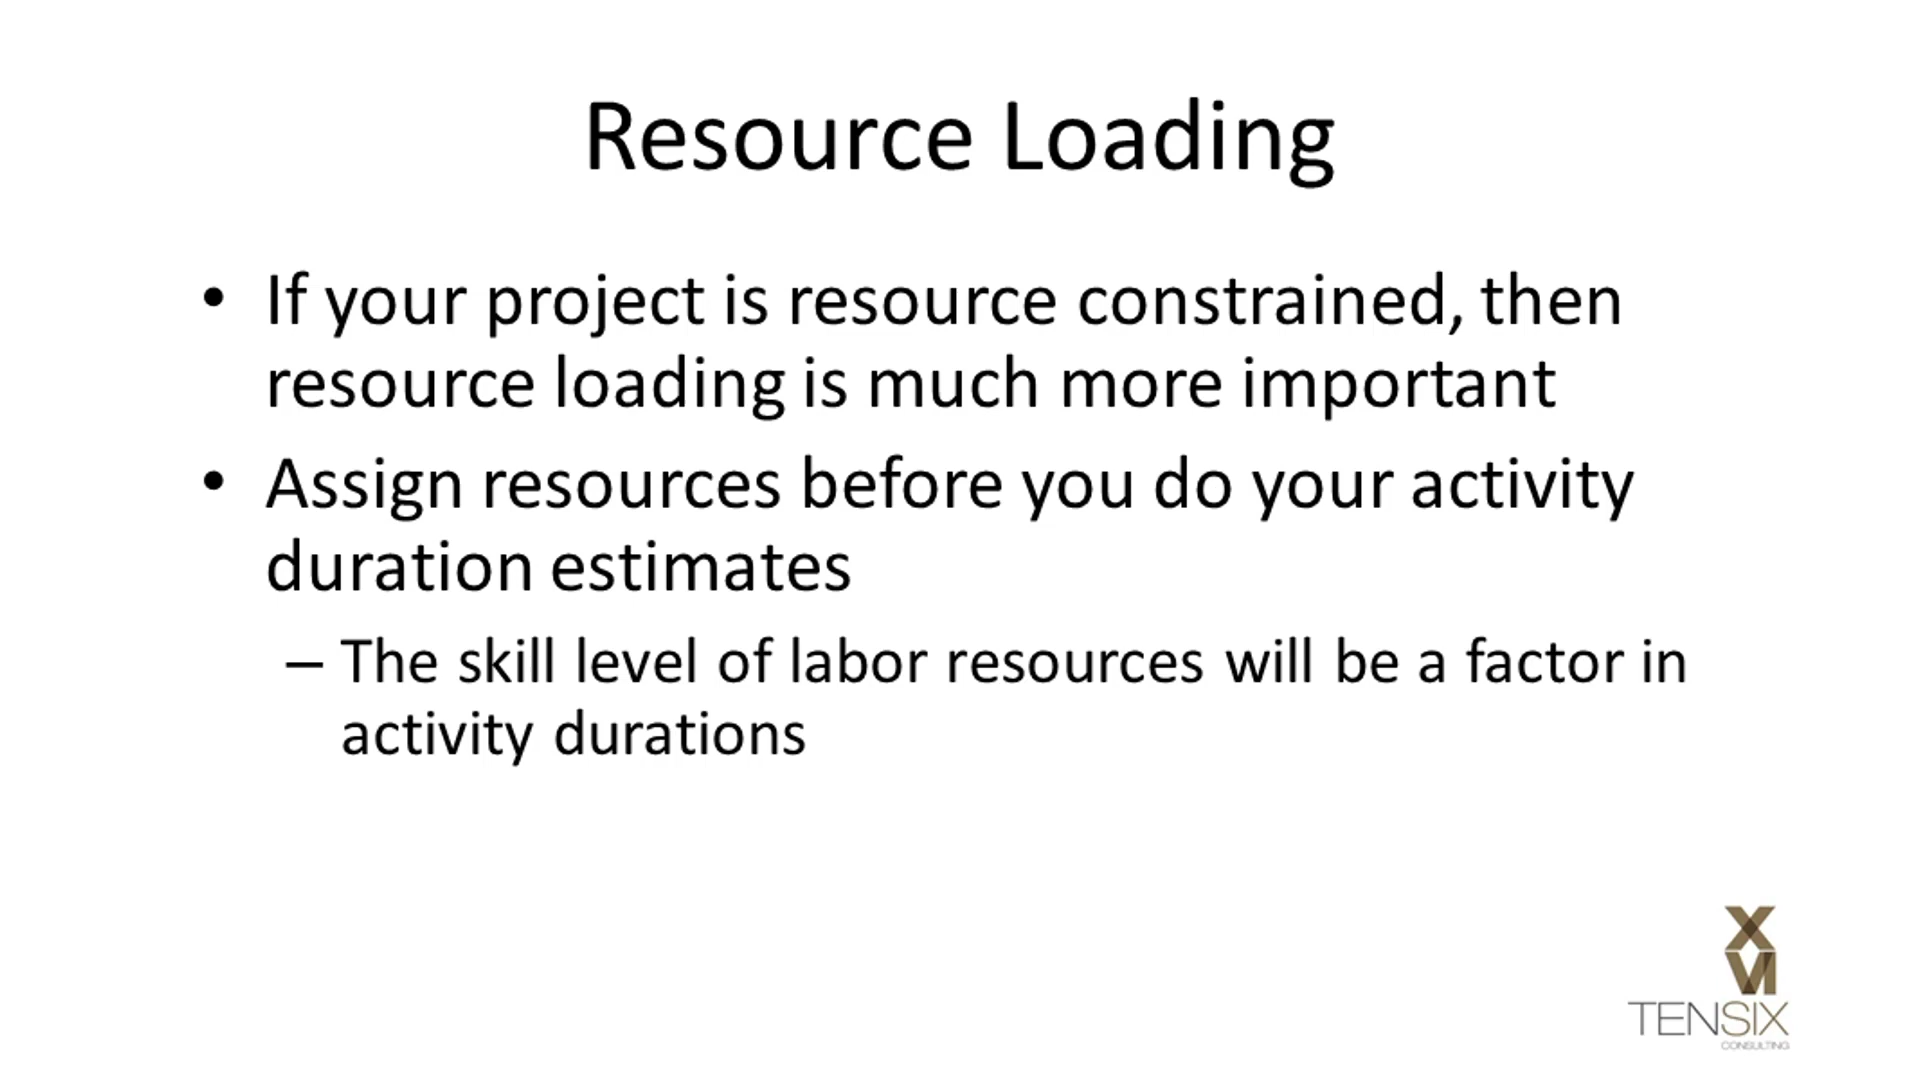 Resource Loading
• If your project is resource constrained, then
resource loading is much more important
• Assign resources before you do your activity
duration estimates
– The skill level of labor resources will be a factor in
activity durations
XVI
TENSIX
CONSULTING